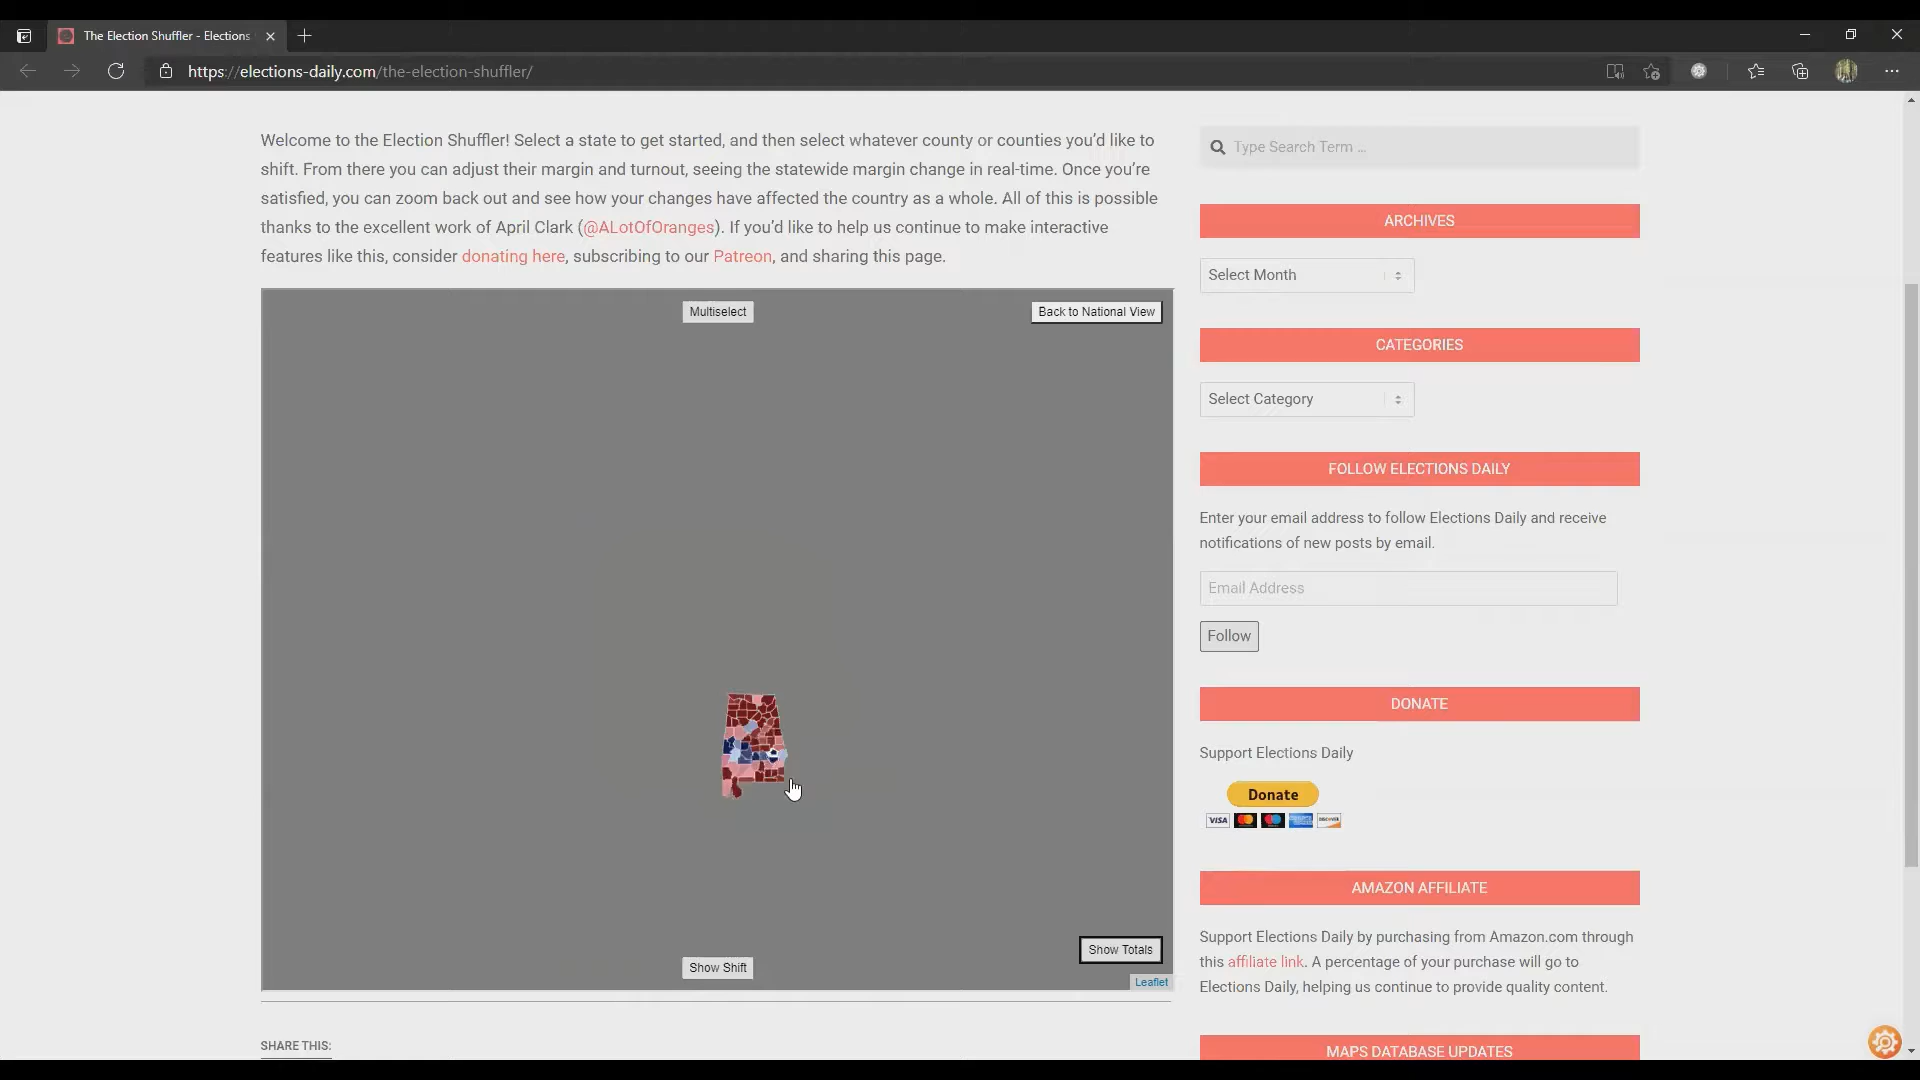 The Election Shuffler - Elections
https://elections-daily.com/the-election-shuffler/
Welcome to the Election Shuffler! Select a state to get started, and then select whatever county or counties you’d like to
shift. From there you can adjust their margin and turnout, seeing the statewide margin change in real-time. Once you’re
satisfied, you can zoom back out and see how your changes have affected the country as a whole. All of this is possible
thanks to the excellent work of April Clark (@ALotOfOranges). If you’d like to help us continue to make interactive
features like this, consider donating here, subscribing to our Patreon, and sharing this page.
Multiselect
Back to National View
Show Totals
Show Shift
Leaflet
SHARE THIS:
Type Search Term …
ARCHIVES
Select Month
CATEGORIES
Select Category
FOLLOW ELECTIONS DAILY
Enter your email address to follow Elections Daily and receive
notifications of new posts by email.
Email Address
Follow
DONATE
Support Elections Daily
Donate
VISA
AMAZON AFFILIATE
Support Elections Daily by purchasing from Amazon.com through
this affiliate link. A percentage of your purchase will go to
Elections Daily, helping us continue to provide quality content.
MAPS DATABASE UPDATES